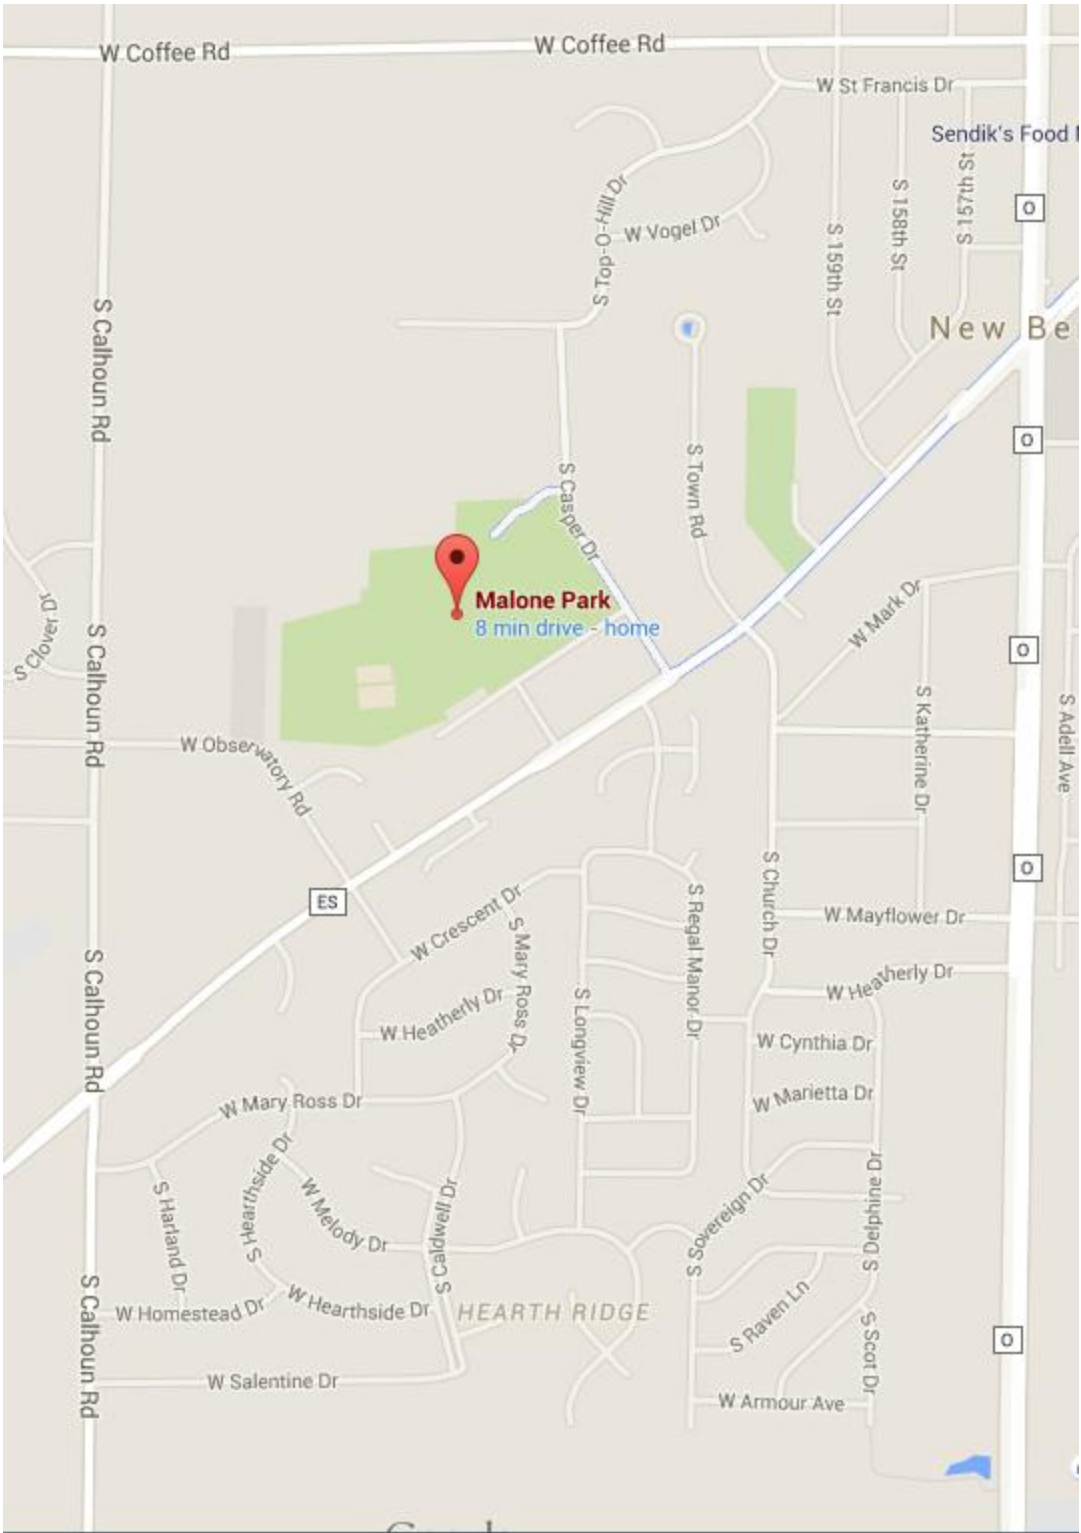 W Coffee Rd
W Coffee Rd
W St Francis Dr
Sendik's Food
S 157th St
S 158th St
O
S Top-O-Hill Dr
W Vogel Dr
S 159th St
S Calhoun Rd
New Be
O
S Town Rd
S Casper Dr
Malone Park
8 min drive - home
S Clover Dr
W Mark Dr
S Calhoun Rd
O
S Katherine Dr
S Adell Ave
W Observatory Rd
O
ES
S Church Dr
W Crescent Dr
S Mary Ross Dr
S Regal Manor Dr
W Mayflower Dr
S Calhoun Rd
W Heatherly Dr
W Heatherly Dr
S Longview Dr
W Cynthia Dr
W Marietta Dr
W Mary Ross Dr
S Hearthside Dr
S Harland Dr
W Melody Dr
S Caldwell Dr
S Sovereign Dr
S Delphine Dr
S Calhoun Rd
W Homestead Dr
W Hearthside Dr
HEARTH RIDGE
S Raven Ln
S Scot Dr
O
W Salentine Dr
W Armour Ave